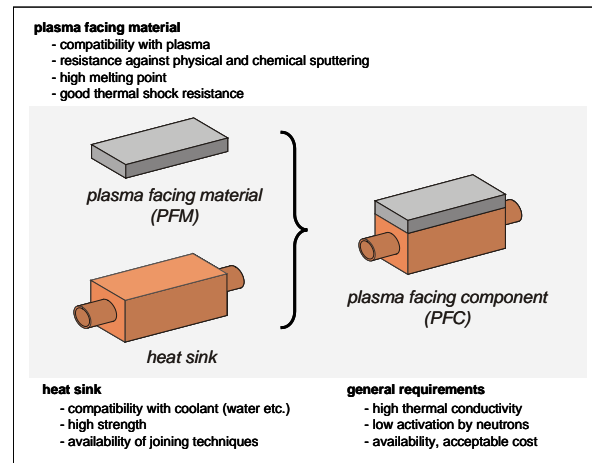 plasma facing material
- compatibility with plasma
- resistance against physical and chemical sputtering
- high melting point
- good thermal shock resistance
plasma facing material
(PFM)
heat sink
plasma facing component
(PFC)
heat sink
- compatibility with coolant (water etc.)
- high strength
- availability of joining techniques
general requirements
- high thermal conductivity
- low activation by neutrons
- availability, acceptable cost